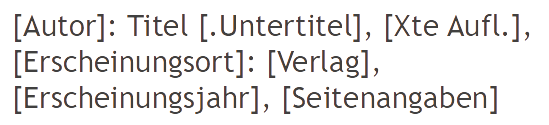 [Autor]: Titel [.Untertitel], [Xte Aufl.],
[Erscheinungsort]: [Verlag],
[Erscheinungsjahr], [Seitenangaben]